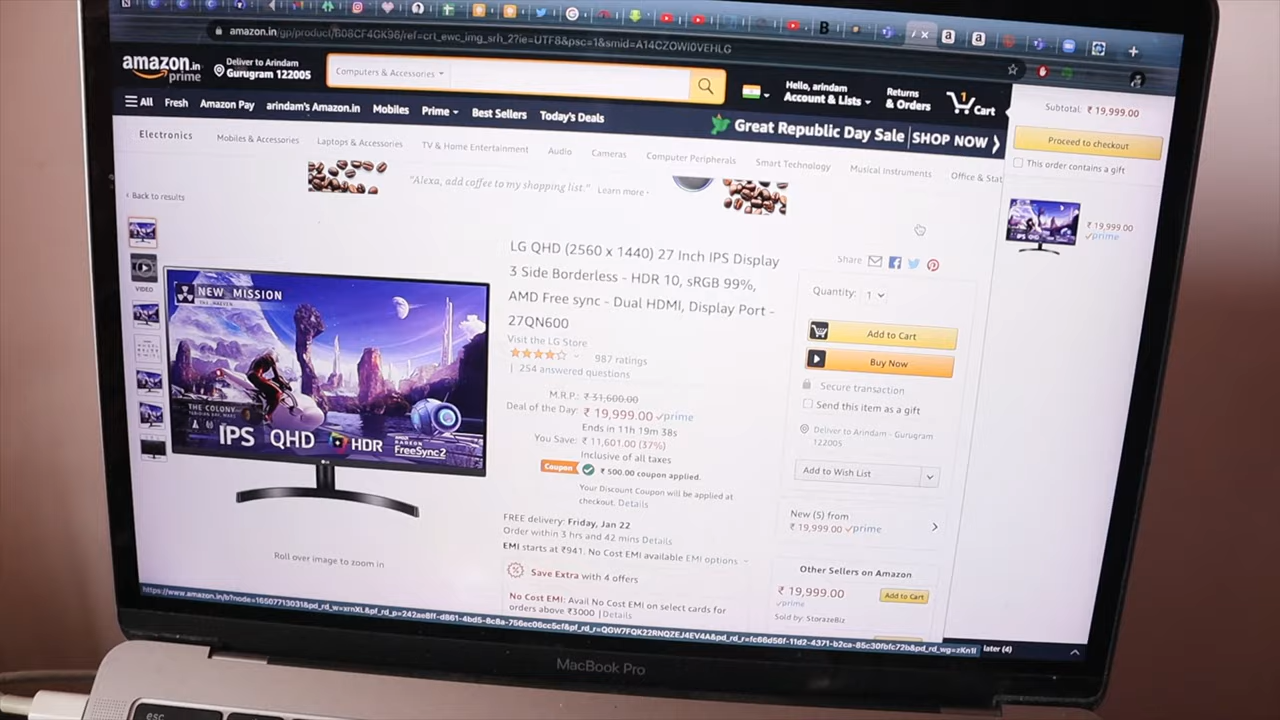 amazon.in/gp/product/B08CF4GK96/ref=crt_ewc_img_srh_2?ie=UTF8&psc=1&smid=A14CZOWI0VEHLG
amazon.in
prime
Deliver to Arindam
Gurugram 122005
Computers & Accessories
Hello, arindam
Account & Lists
Returns
& Orders
1
Cart
All
Fresh
Amazon Pay
arindam's Amazon.in
Mobiles
Prime
Best Sellers
Today's Deals
Great Republic Day Sale | SHOP NOW
Subtotal: ₹ 19,999.00
Proceed to checkout
This order contains a gift
₹ 19,999.00
prime
Electronics
Mobiles & Accessories
Laptops & Accessories
TV & Home Entertainment
Audio
Cameras
Computer Peripherals
Smart Technology
Musical Instruments
Office & Stat
"Alexa, add coffee to my shopping list."
Learn more
‹ Back to results
VIDEO
NEW MISSION
THE COLONY
IPS QHD HDR
AMD
RADEON
FreeSync2
LG
Roll over image to zoom in
LG QHD (2560 x 1440) 27 Inch IPS Display
3 Side Borderless - HDR 10, sRGB 99%,
AMD Free sync - Dual HDMI, Display Port -
27QN600
Visit the LG Store
987 ratings
| 254 answered questions
M.R.P.: ₹ 31,600.00
Deal of the Day: ₹ 19,999.00 prime
Ends in 11h 19m 38s
You Save: ₹ 11,601.00 (37%)
Inclusive of all taxes
Coupon ₹ 500.00 coupon applied.
Your Discount Coupon will be applied at
checkout. Details
FREE delivery: Friday, Jan 22
Order within 3 hrs and 42 mins Details
EMI starts at ₹941. No Cost EMI available EMI options
Save Extra with 4 offers
No Cost EMI: Avail No Cost EMI on select cards for
orders above ₹3000 | Details
Share
Quantity: 1
Add to Cart
Buy Now
Secure transaction
Send this item as a gift
Deliver to Arindam - Gurugram
122005
Add to Wish List
New (5) from
₹ 19,999.00 prime
Other Sellers on Amazon
₹ 19,999.00
Add to Cart
prime
Sold by: StorazeBiz
later (4)
MacBook Pro
esc